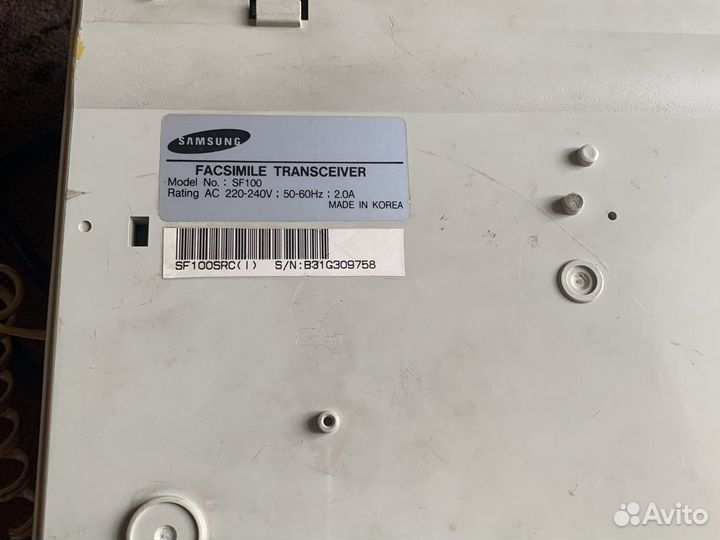 SAMSUNG
FACSIMILE TRANSCEIVER
Model No. : SF100
Rating AC 220-240V ; 50-60Hz ; 2.0A
MADE IN KOREA
SF100SRC(I) S/N:B31G309758
Avito